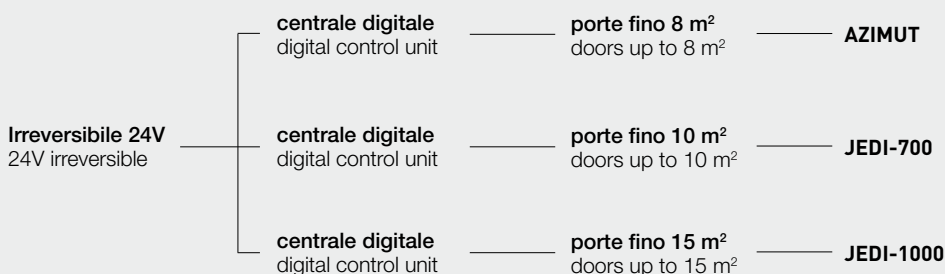 centrale digitale
digital control unit
porte fino 8 m²
doors up to 8 m²
AZIMUT
Irreversibile 24V
24V irreversible
centrale digitale
digital control unit
porte fino 10 m²
doors up to 10 m²
JEDI-700
centrale digitale
digital control unit
porte fino 15 m²
doors up to 15 m²
JEDI-1000